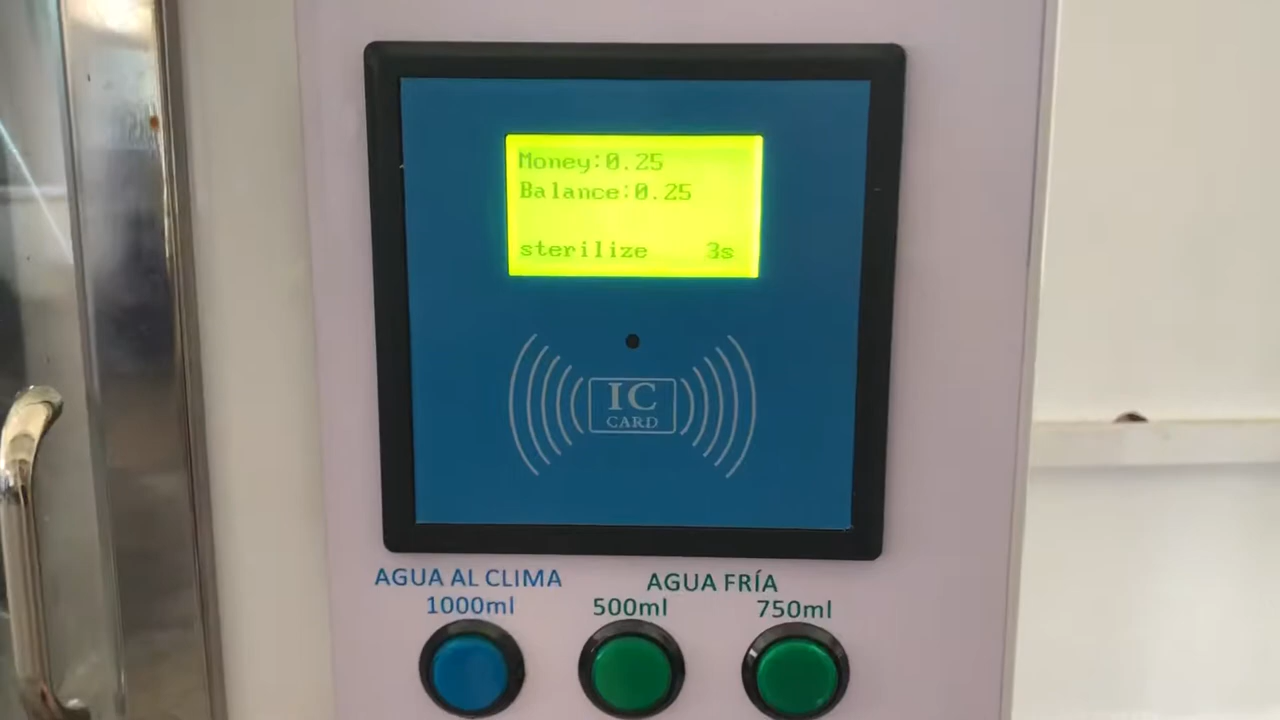 Money:0.25
Balance:0.25
sterilize 3s
IC
CARD
AGUA AL CLIMA
1000ml
AGUA FRÍA
500ml 750ml